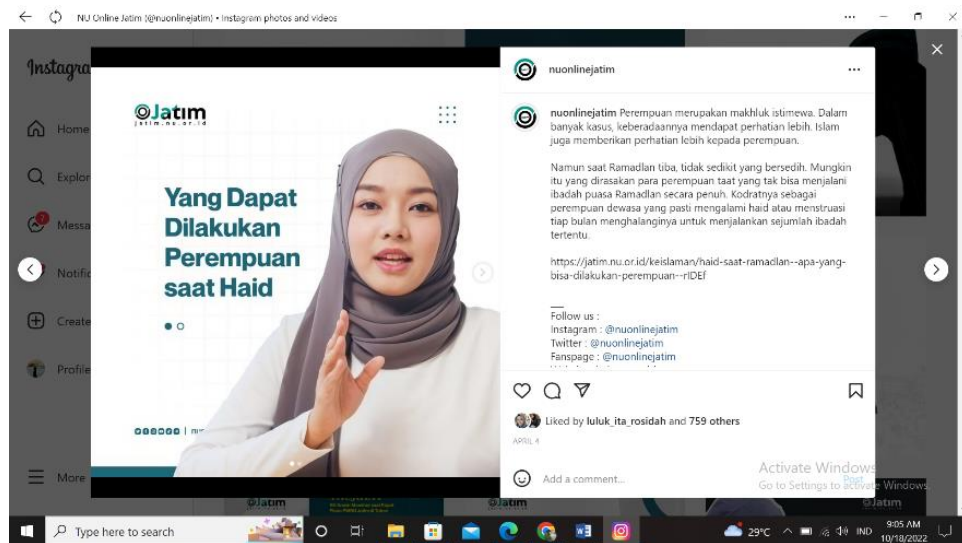 NU Online Jatim (@nuonlinejatim) • Instagram photos and videos
Instagra
Home
Explor
Messa
Notific
Create
Profile
More
@Jatim
jatim.nu.or.id
Yang Dapat
Dilakukan
Perempuan
saat Haid
nuonlinejatim
nuonlinejatim Perempuan merupakan makhluk istimewa. Dalam
banyak kasus, keberadaannya mendapat perhatian lebih. Islam
juga memberikan perhatian lebih kepada perempuan.
Namun saat Ramadlan tiba, tidak sedikit yang bersedih. Mungkin
itu yang dirasakan para perempuan taat yang tak bisa menjalani
ibadah puasa Ramadlan secara penuh. Kodratnya sebagai
perempuan dewasa yang pasti mengalami haid atau menstruasi
tiap bulan menghalanginya untuk menjalankan sejumlah ibadah
tertentu.
https://jatim.nu.or.id/keislaman/haid-saat-ramadlan--apa-yang-
bisa-dilakukan-perempuan--rIDEf
Follow us :
Instagram : @nuonlinejatim
Twitter : @nuonlinejatim
Fanspage : @nuonlinejatim
Liked by luluk_ita_rosidah and 759 others
APRIL 4
Add a comment...
Post
Activate Windows
Go to Settings to activate Windows.
@Jatim
@Jatim
@Jatim
Type here to search
29°C
IND
9:05 AM
10/18/2022